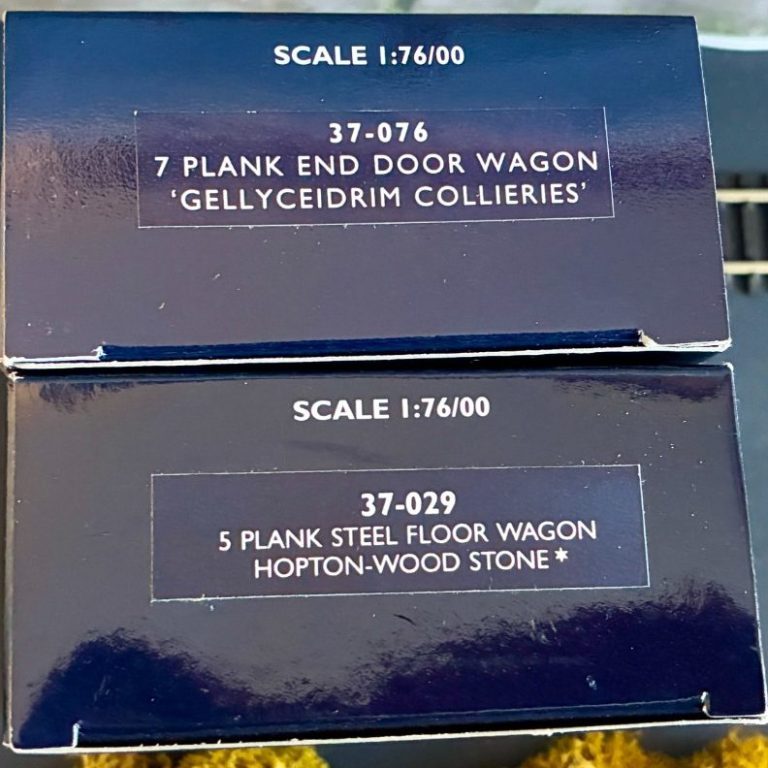 SCALE 1:76/00
37-076
7 PLANK END DOOR WAGON
‘GELLYCEIDRIM COLLIERIES’
SCALE 1:76/00
37-029
5 PLANK STEEL FLOOR WAGON
HOPTON-WOOD STONE*